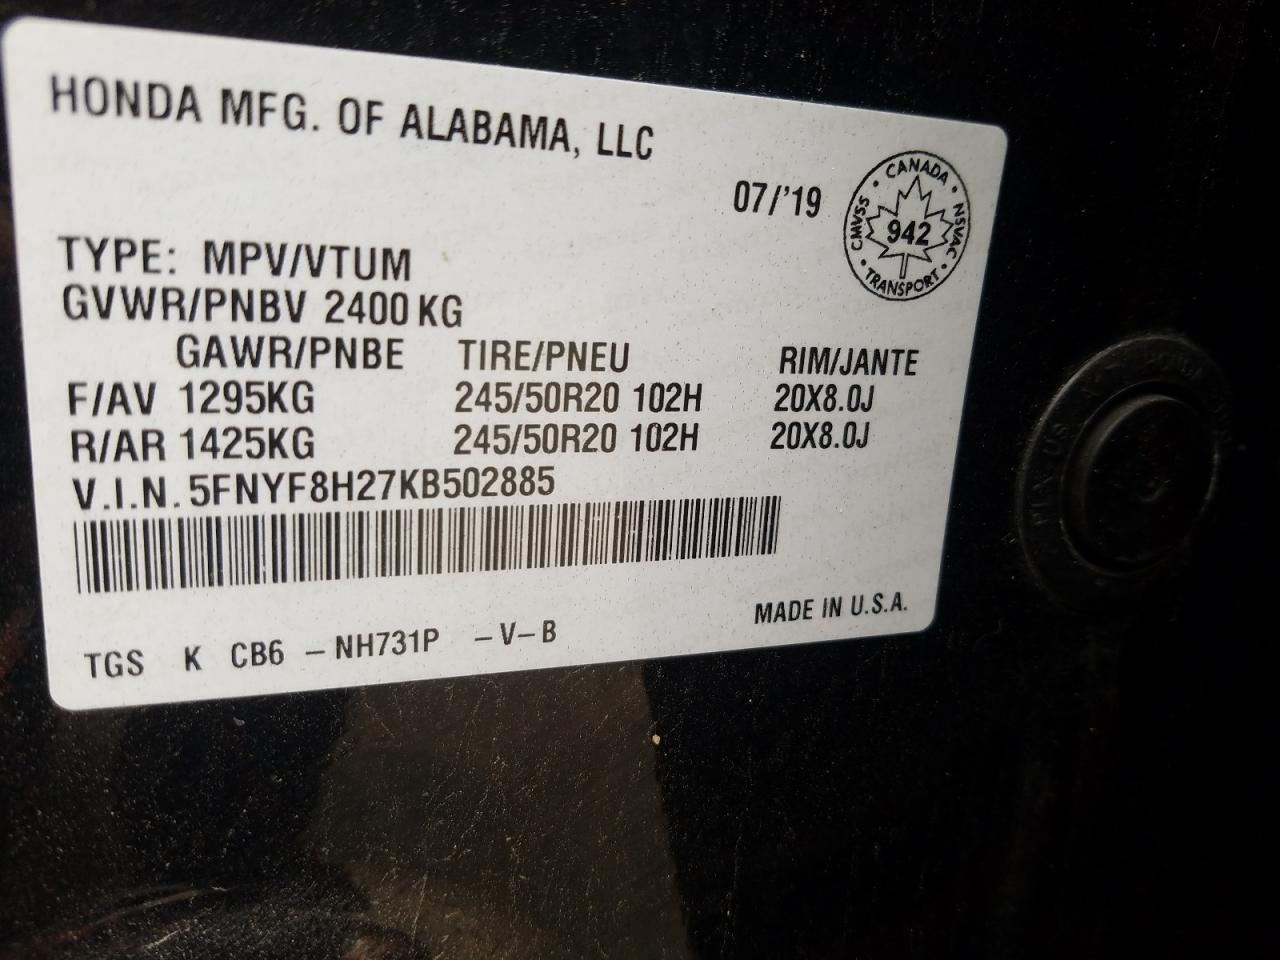 HONDA MFG. OF ALABAMA, LLC
07/'19
CANADA
CMVSS
942
NSVAC
TRANSPORT
TYPE: MPV/VTUM
GVWR/PNBV 2400 KG
GAWR/PNBE TIRE/PNEU RIM/JANTE
F/AV 1295KG 245/50R20 102H 20X8.0J
R/AR 1425KG 245/50R20 102H 20X8.0J
V.I.N. 5FNYF8H27KB502885
MADE IN U.S.A.
TGS K CB6 – NH731P – V – B